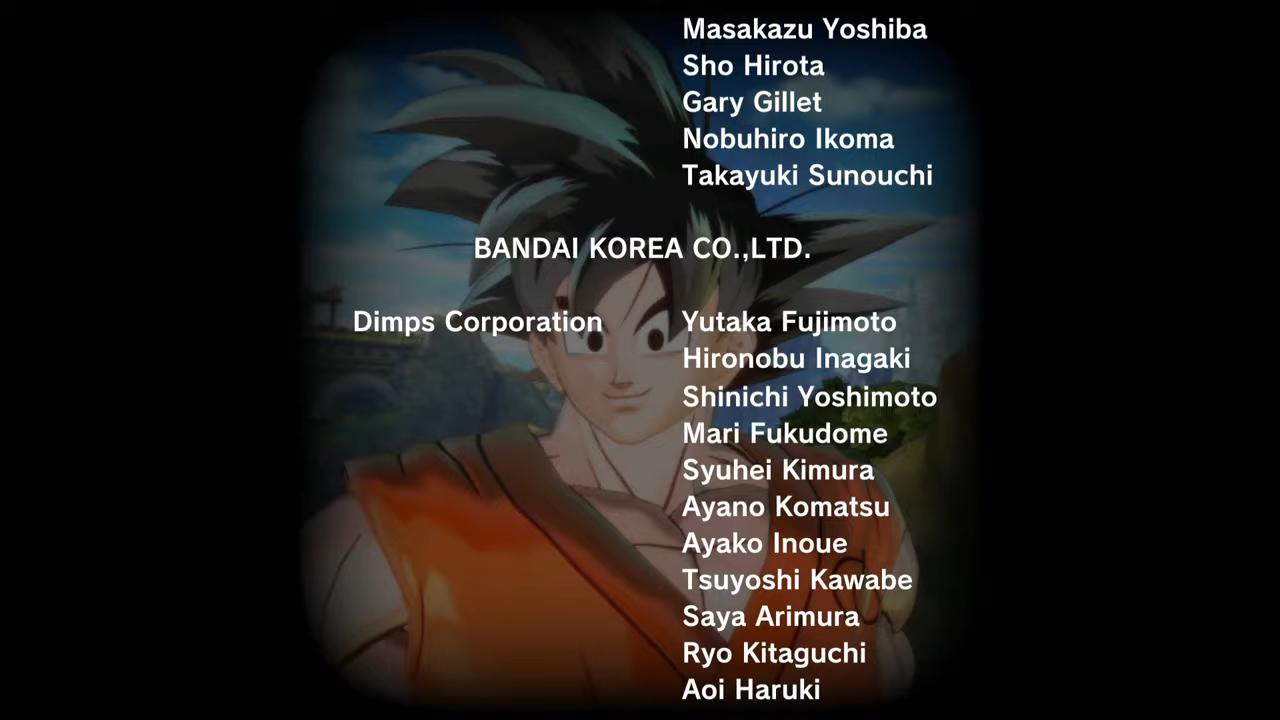 Masakazu Yoshiba
Sho Hirota
Gary Gillet
Nobuhiro Ikoma
Takayuki Sunouchi
BANDAI KOREA CO.,LTD.
Dimps Corporation Yutaka Fujimoto
Hironobu Inagaki
Shinichi Yoshimoto
Mari Fukudome
Syuhei Kimura
Ayano Komatsu
Ayako Inoue
Tsuyoshi Kawabe
Saya Arimura
Ryo Kitaguchi
Aoi Haruki